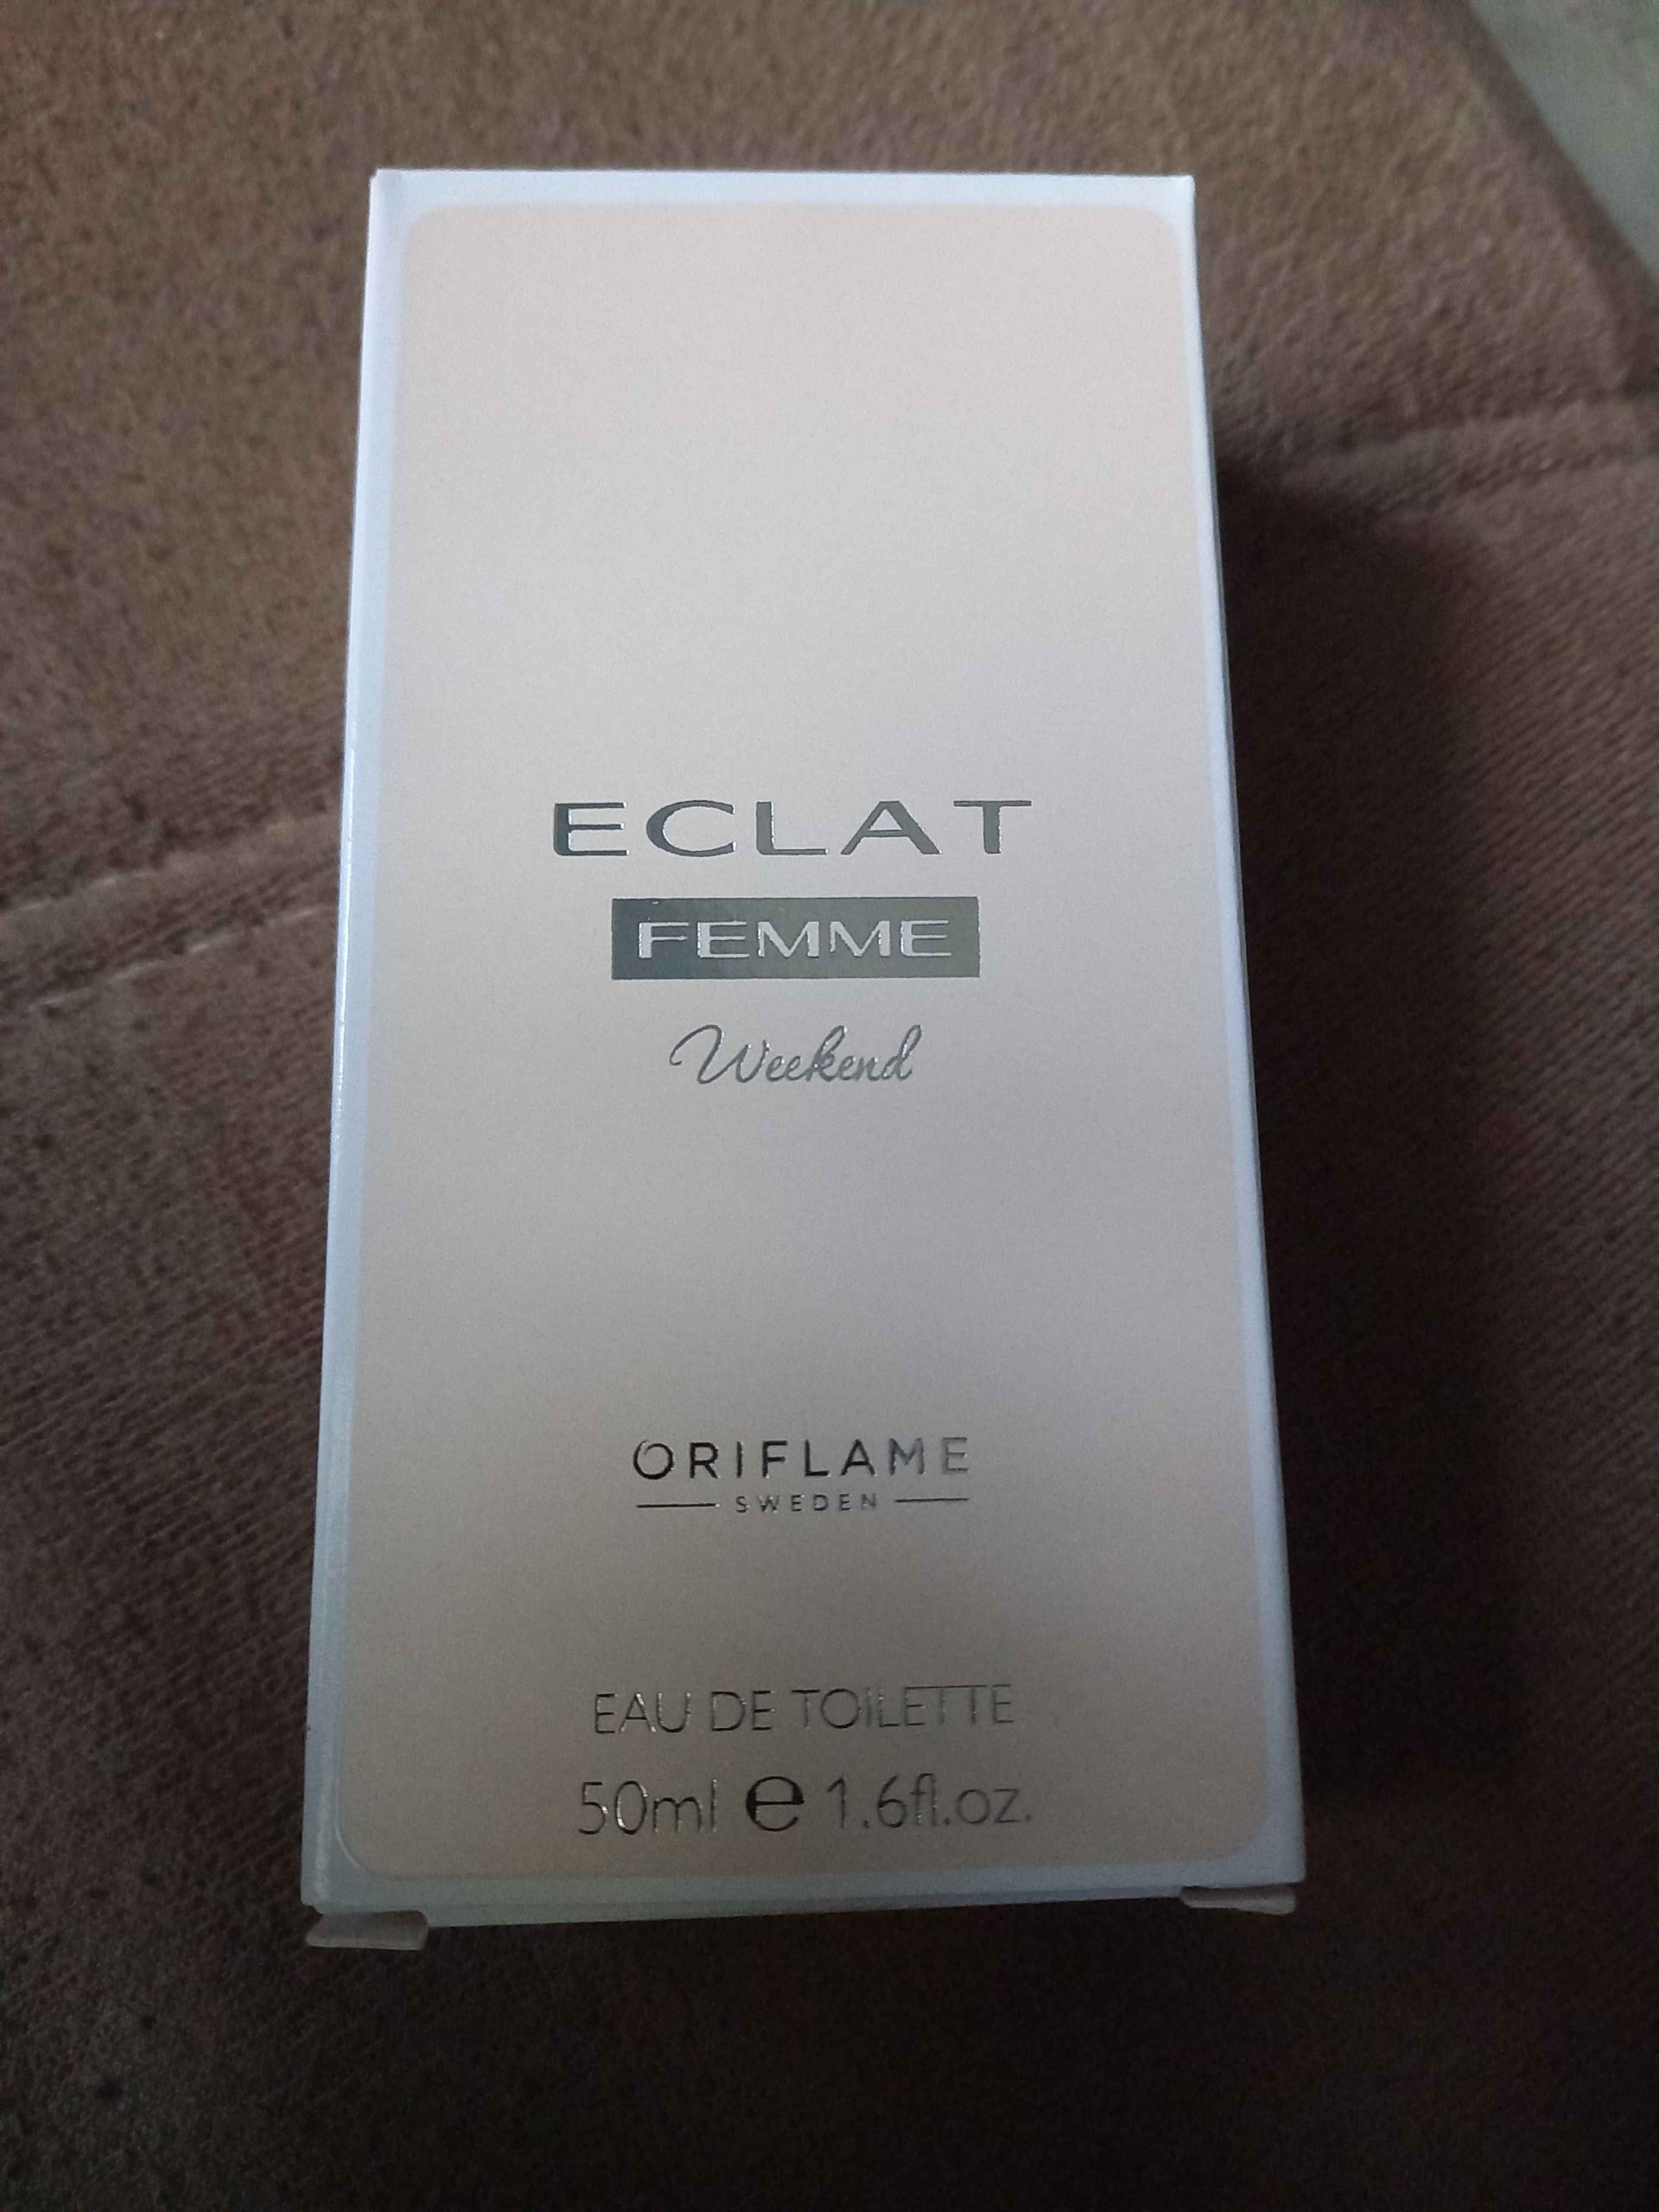 ECLAT
FEMME
Weekend
ORIFLAME
SWEDEN
EAU DE TOILETTE
50ml e 1.6fl.oz.